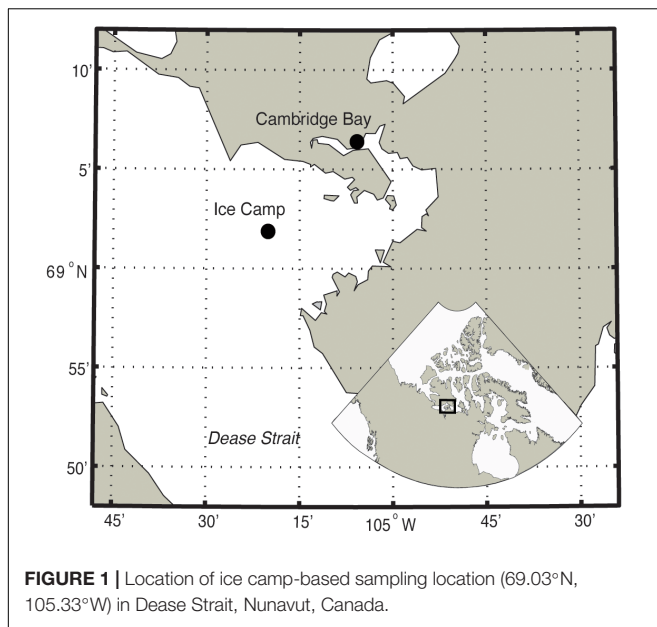 10'
Cambridge Bay
5'
Ice Camp
69°N
55'
Dease Strait
50'
45' 30' 15' 105°W 45' 30'
FIGURE 1 | Location of ice camp-based sampling location (69.03°N,
105.33°W) in Dease Strait, Nunavut, Canada.